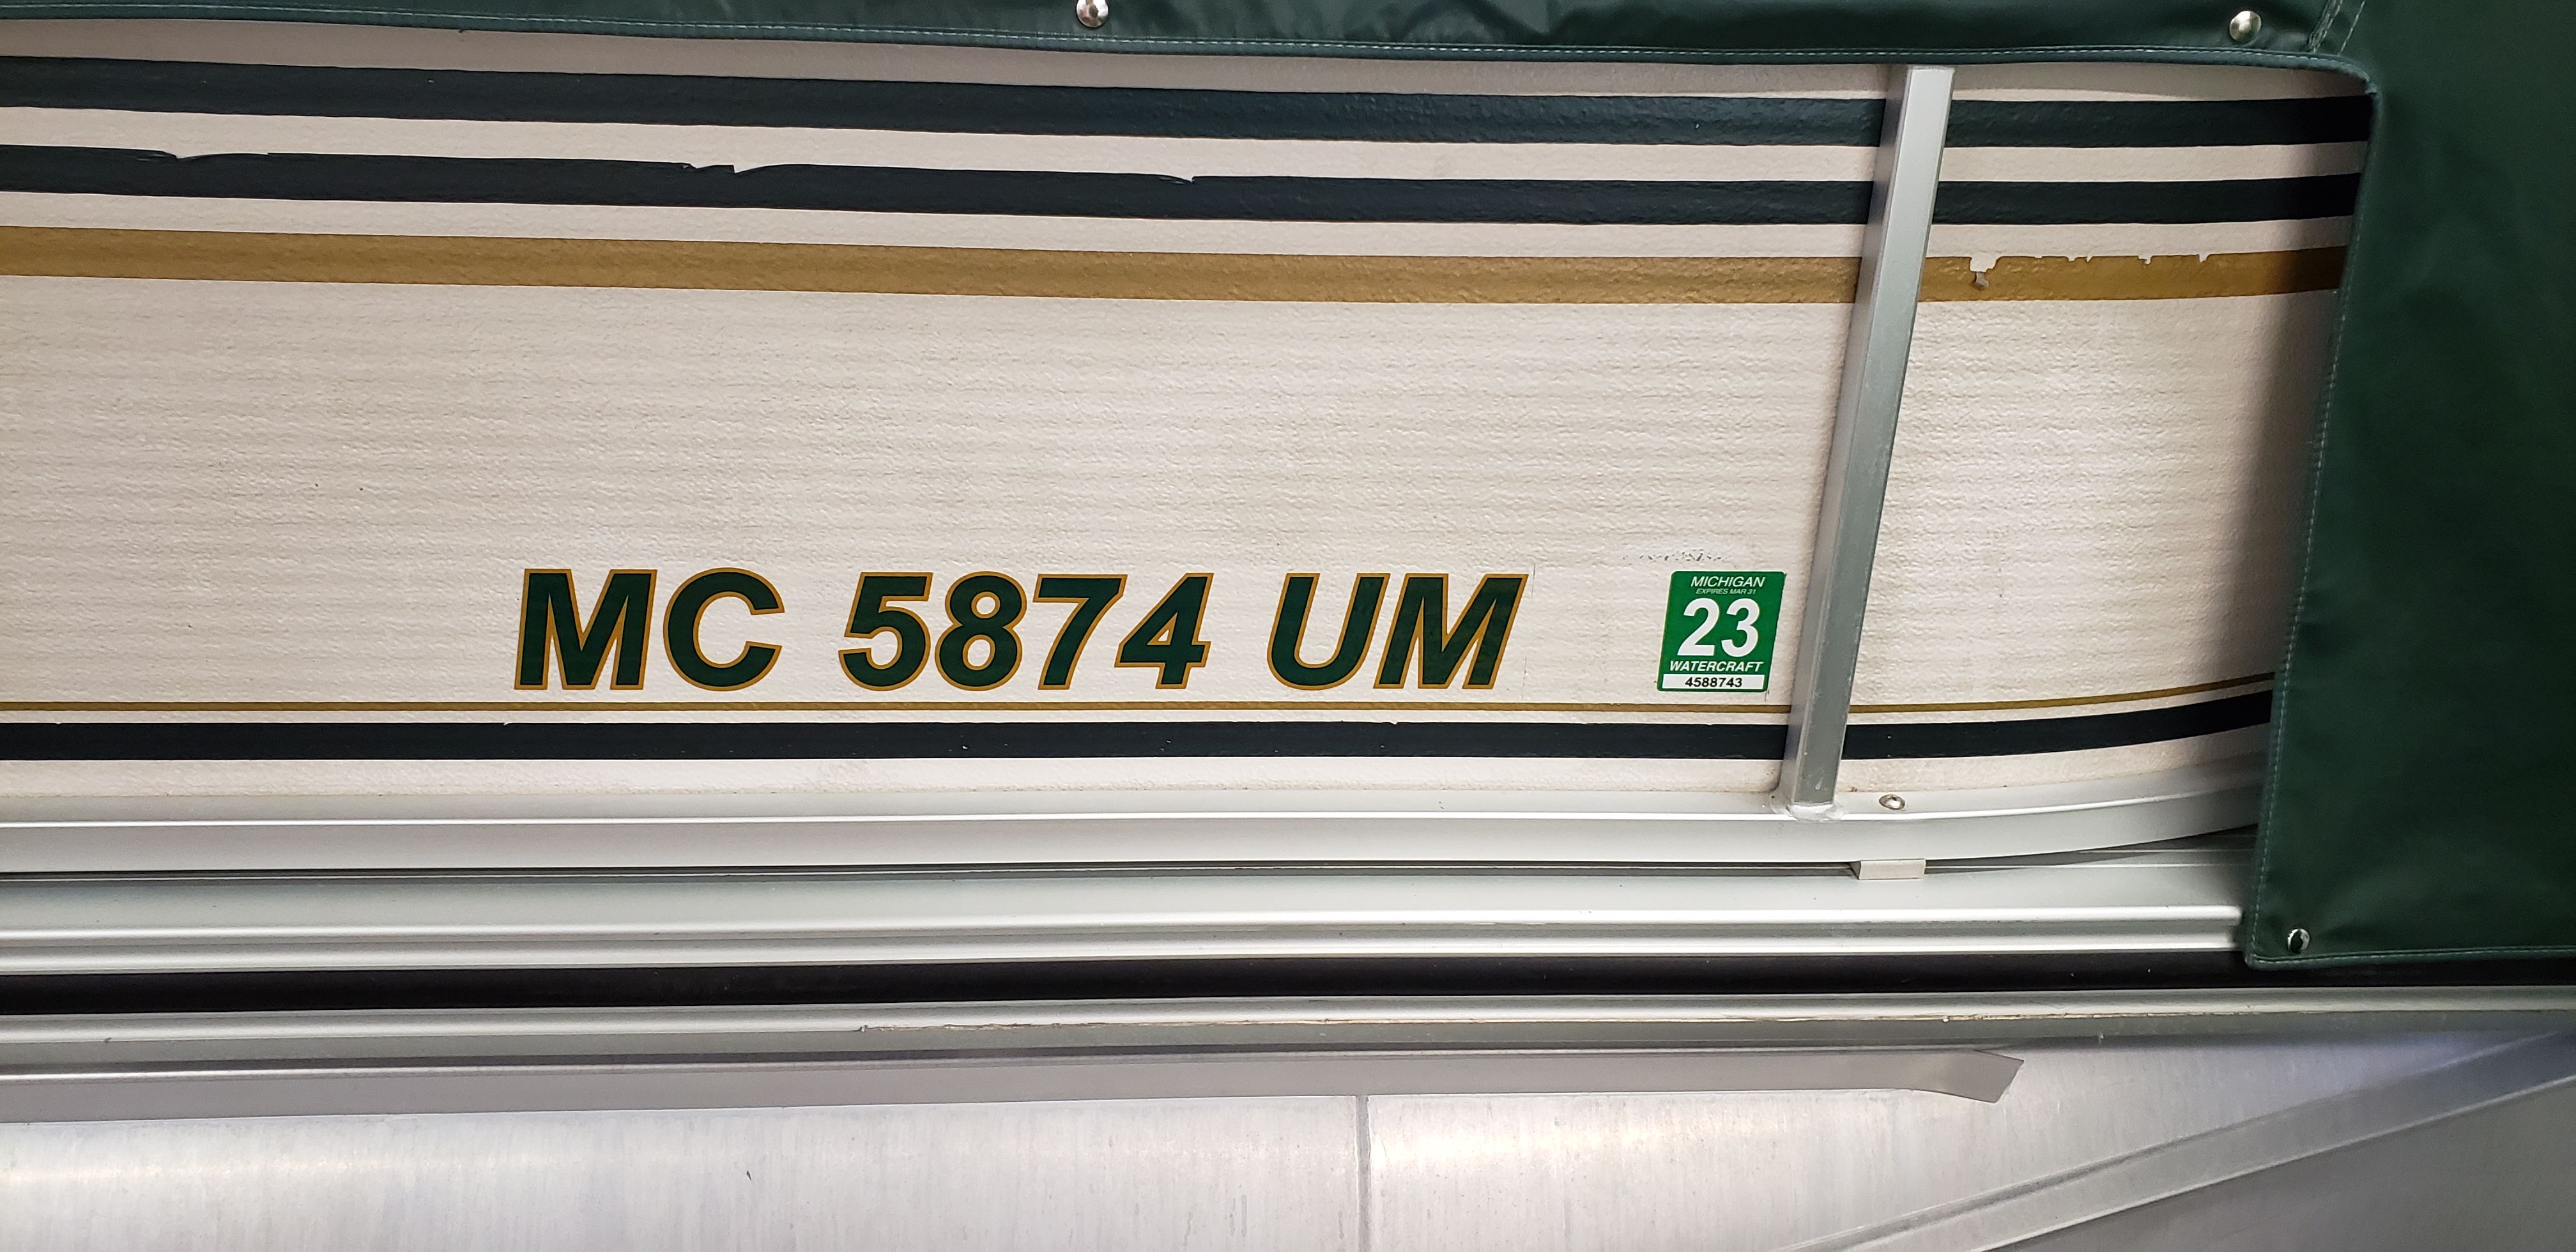 MC 5874 UM
MICHIGAN
EXPIRES MAR 31
23
WATERCRAFT
4588743